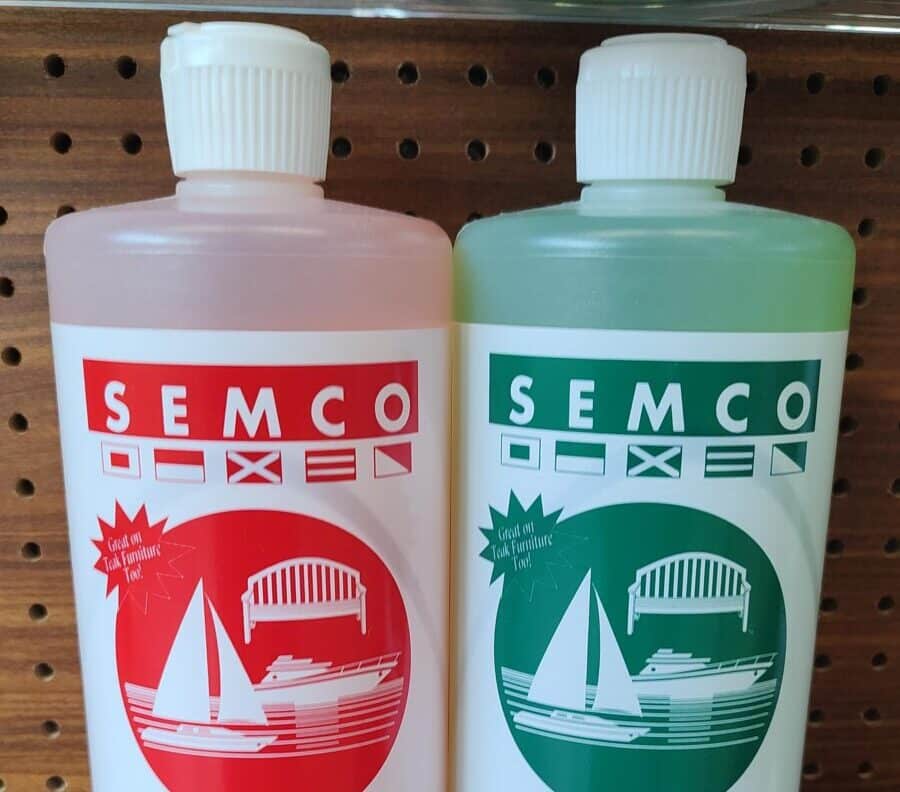 SEMCO
Great on
Teak Furniture
Too!
SEMCO
Great on
Teak Furniture
Too!